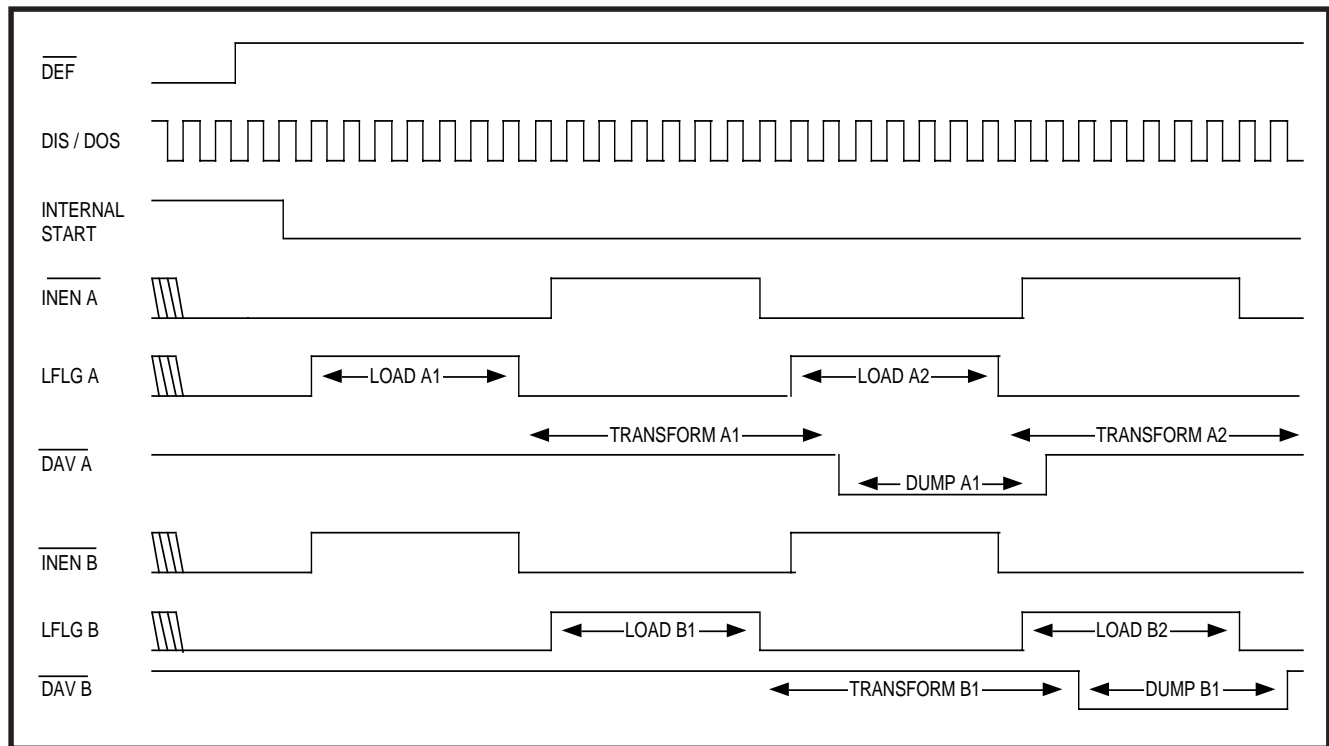 DEF
DIS / DOS
INTERNAL
START
INEN A
LFLG A
LOAD A1
LOAD A2
TRANSFORM A1
TRANSFORM A2
DAV A
DUMP A1
INEN B
LFLG B
LOAD B1
LOAD B2
DAV B
TRANSFORM B1
DUMP B1